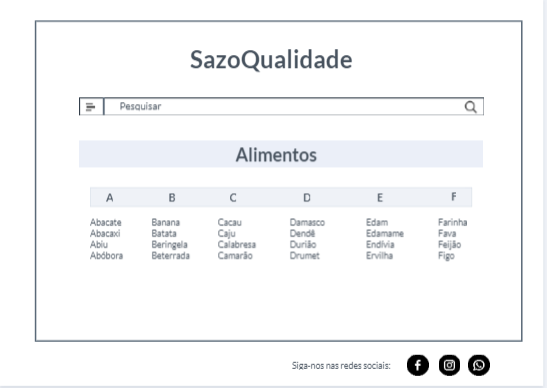 SazoQualidade
Pesquisar
Alimentos
A B C D E F
Abacate Banana Cacau Damasco Edam Farinha
Abacaxi Batata Caju Dendê Edamame Fava
Abiu Beringela Calabresa Durião Endívia Feijão
Abóbora Beterrada Camarão Drumet Ervilha Figo
Siga-nos nas redes sociais: